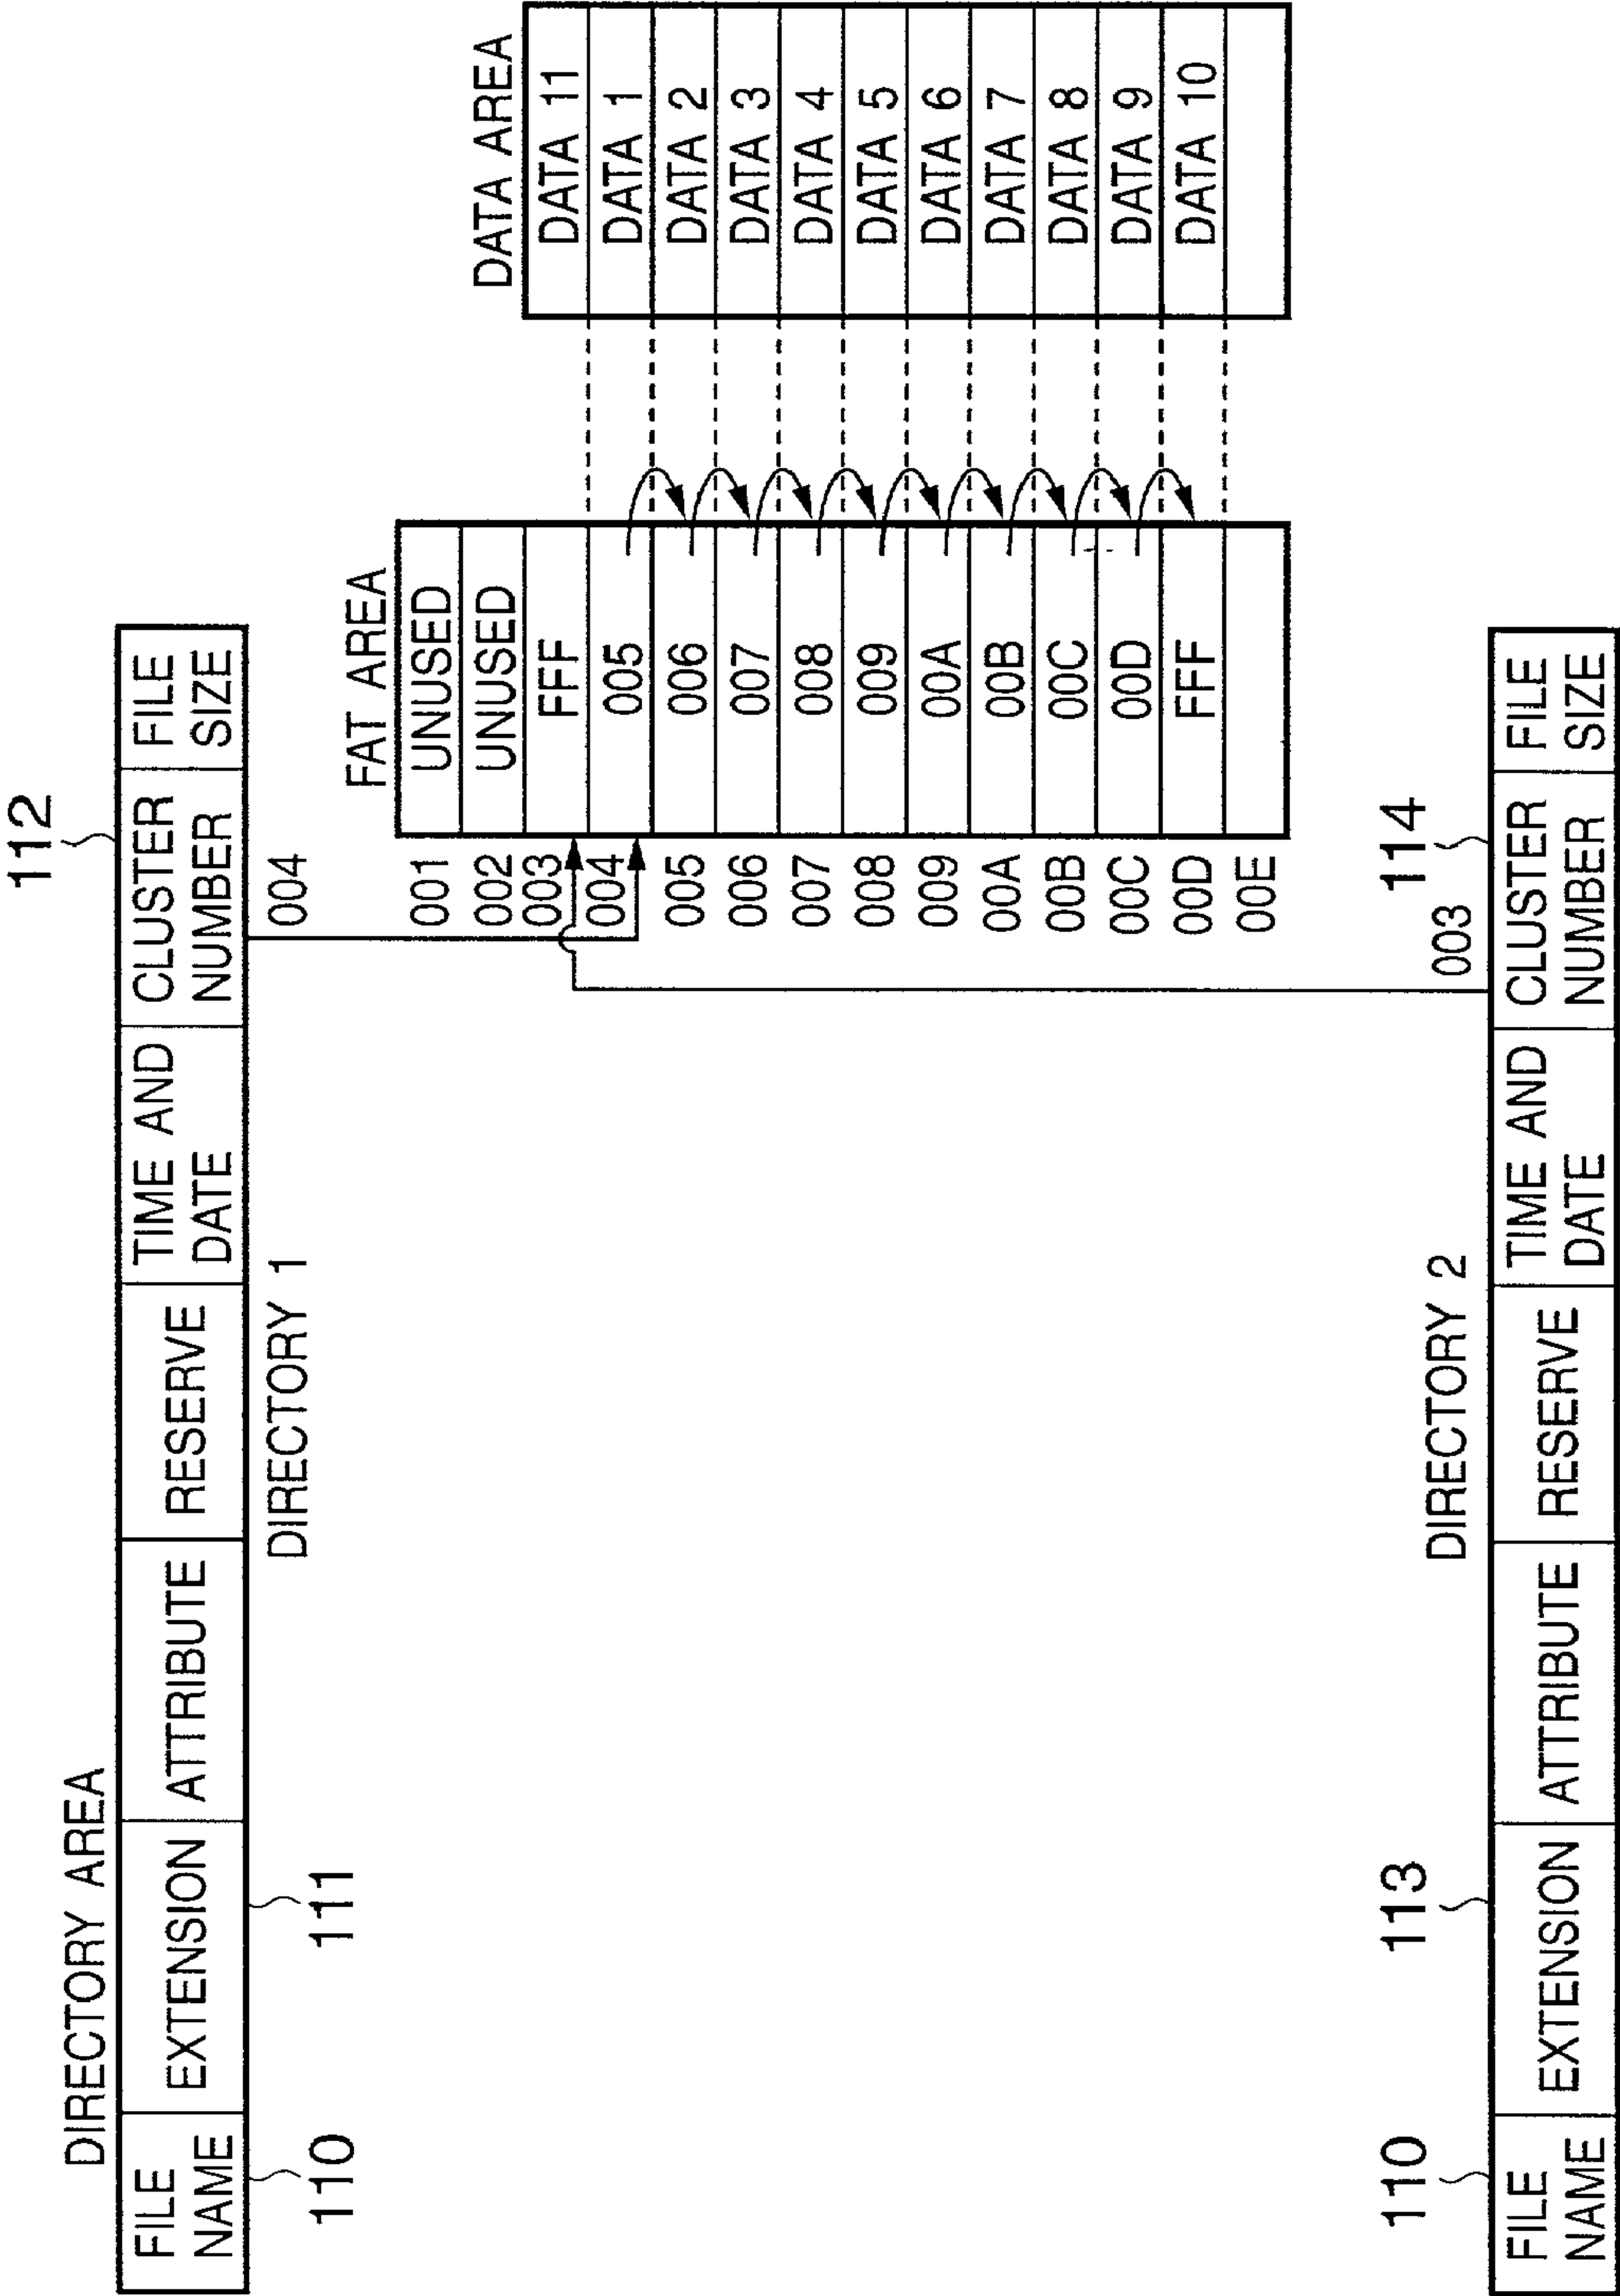 DIRECTORY AREA
112
FILE NAME
EXTENSION
ATTRIBUTE
RESERVE
TIME AND DATE
CLUSTER NUMBER
FILE SIZE
110
111
DIRECTORY 1
004
FAT AREA
DATA AREA
001 UNUSED
002 UNUSED
003 FFF DATA 11
004 005 DATA 1
005 006 DATA 2
006 007 DATA 3
007 008 DATA 4
008 009 DATA 5
009 00A DATA 6
00A 00B DATA 7
00B 00C DATA 8
00C 00D DATA 9
00D FFF DATA 10
00E
110
113
DIRECTORY 2
003
114
FILE NAME
EXTENSION
ATTRIBUTE
RESERVE
TIME AND DATE
CLUSTER NUMBER
FILE SIZE